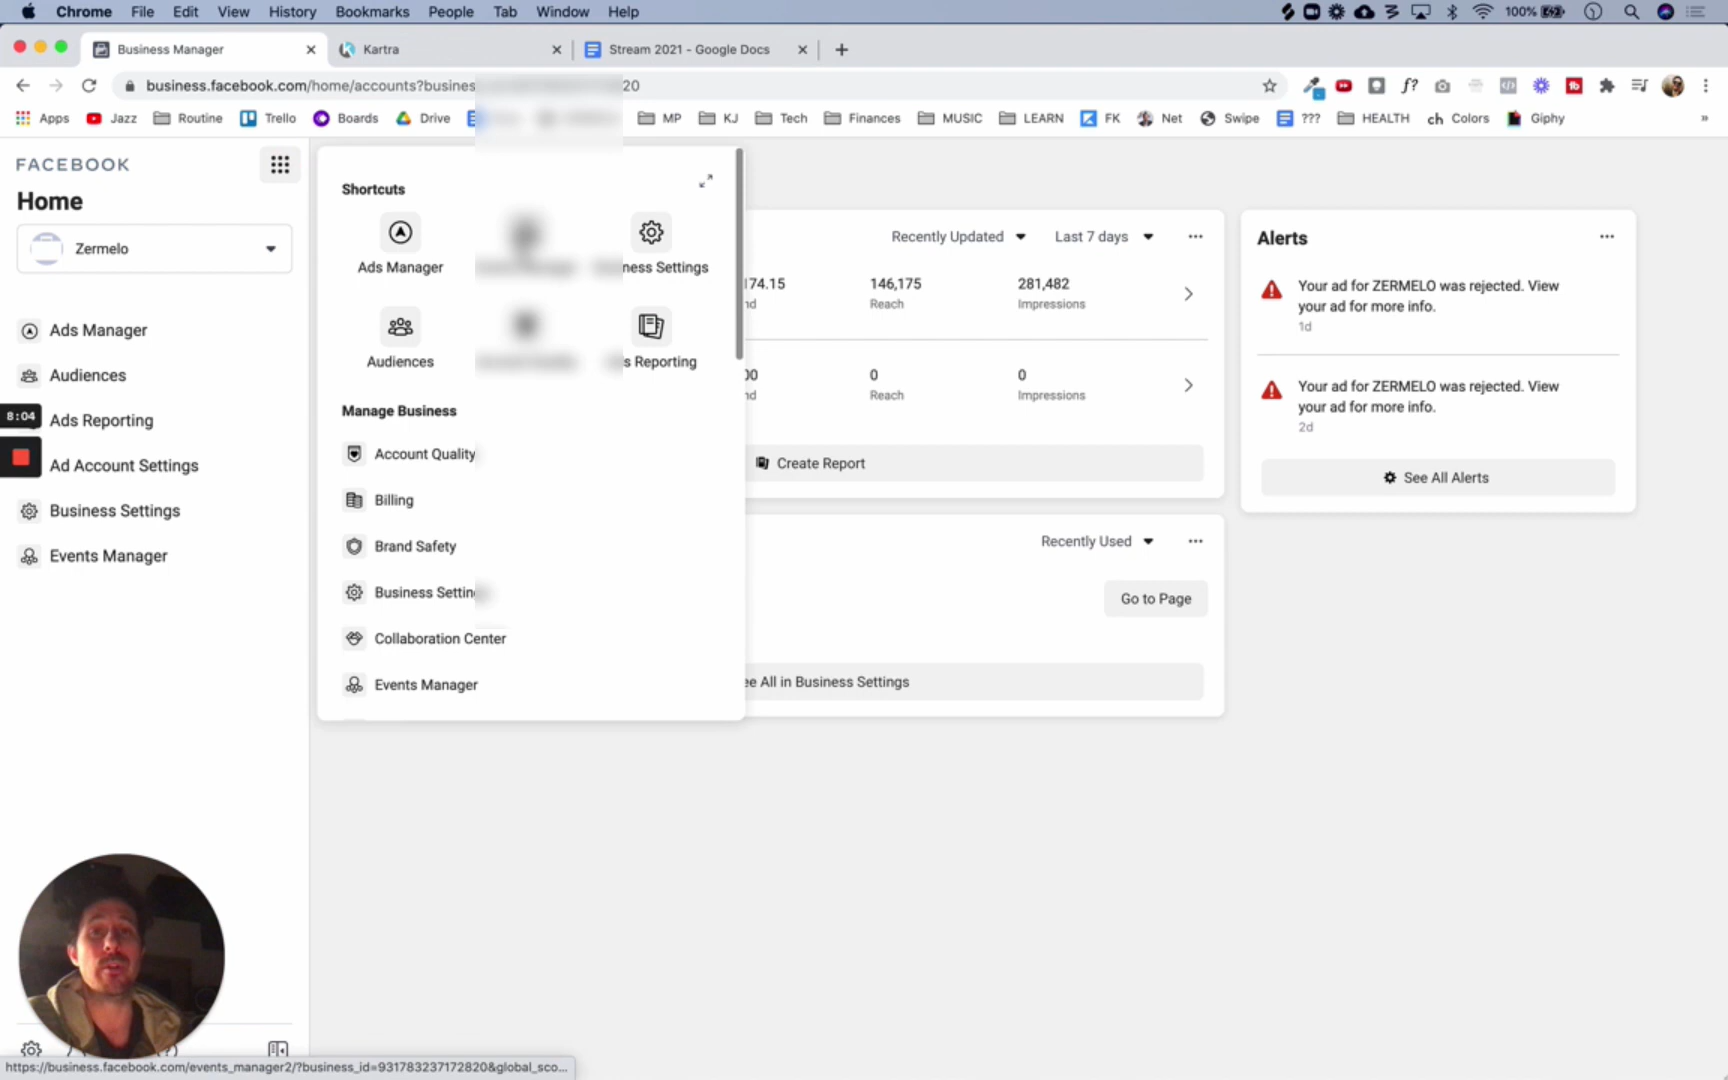 Chrome File Edit View History Bookmarks People Tab Window Help 100%
Business Manager Kartra Stream 2021 - Google Docs
business.facebook.com/home/accounts?busines 20
Apps Jazz Routine Trello Boards Drive MP KJ Tech Finances MUSIC LEARN FK Net Swipe ??? HEALTH Colors Giphy »
FACEBOOK
Home
Zermelo
Ads Manager
Audiences
8:04
Ads Reporting
Ad Account Settings
Business Settings
Events Manager
Shortcuts
Ads Manager
ness Settings
Audiences
s Reporting
Manage Business
Account Quality
Billing
Brand Safety
Business Settin
Collaboration Center
Events Manager
Recently Updated Last 7 days
174.15 146,175 281,482
nd Reach Impressions
00 0 0
nd Reach Impressions
Create Report
Recently Used
Go to Page
ee All in Business Settings
Alerts
Your ad for ZERMELO was rejected. View
your ad for more info.
1d
Your ad for ZERMELO was rejected. View
your ad for more info.
2d
See All Alerts
https://business.facebook.com/events_manager2/?business_id=931783237172820&global_sco...